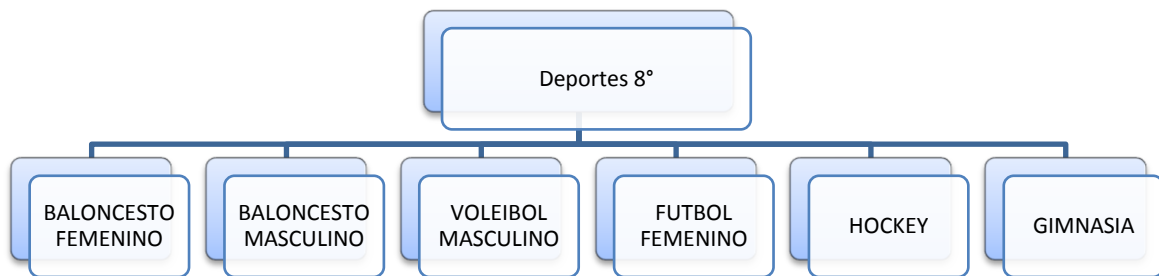 Deportes 8°
BALONCESTO
FEMENINO
BALONCESTO
MASCULINO
VOLEIBOL
MASCULINO
FUTBOL
FEMENINO
HOCKEY
GIMNASIA